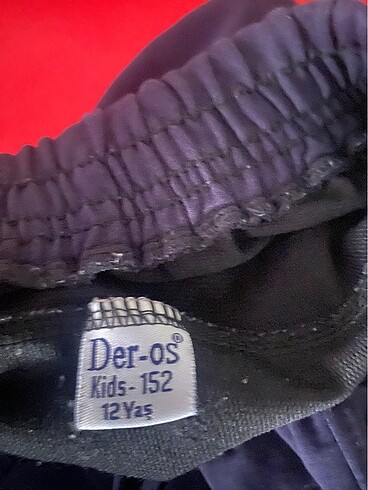 Der-os®
Kids-152
12 Yaş